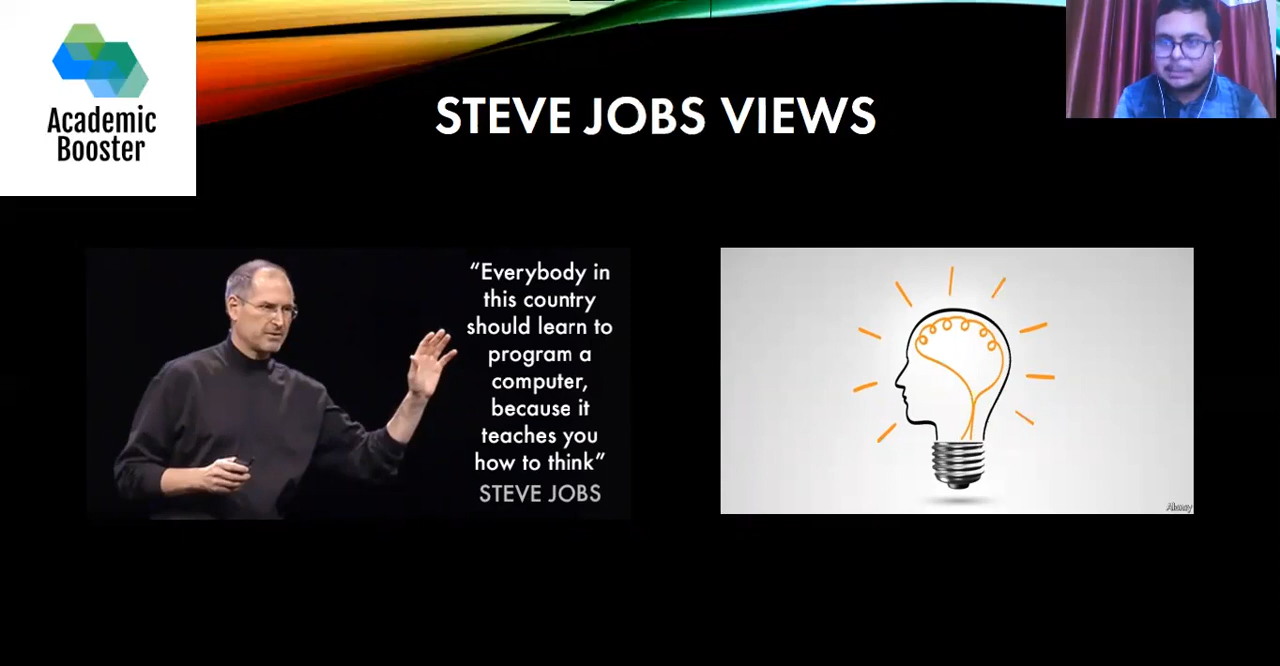 Academic
Booster
STEVE JOBS VIEWS
“Everybody in
this country
should learn to
program a
computer,
because it
teaches you
how to think”
STEVE JOBS
Alamy